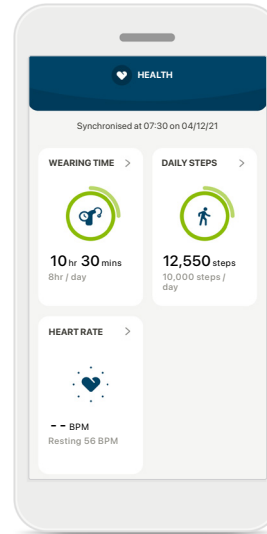 HEALTH
Synchronised at 07:30 on 04/12/21
WEARING TIME >
10 hr 30 mins
8hr / day
DAILY STEPS >
12,550 steps
10,000 steps /
day
HEART RATE >
-- BPM
Resting 56 BPM